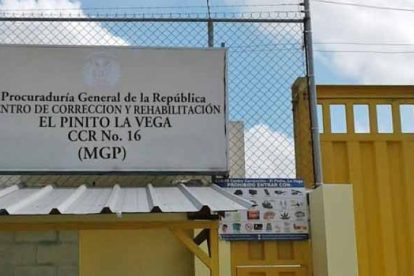 Procuraduría General de la República
ENTRO DE CORRECCION Y REHABILITACIÓN
EL PINITO LA VEGA
CCR No. 16
(MGP)
PROHIBIDO ENTRAR CON: